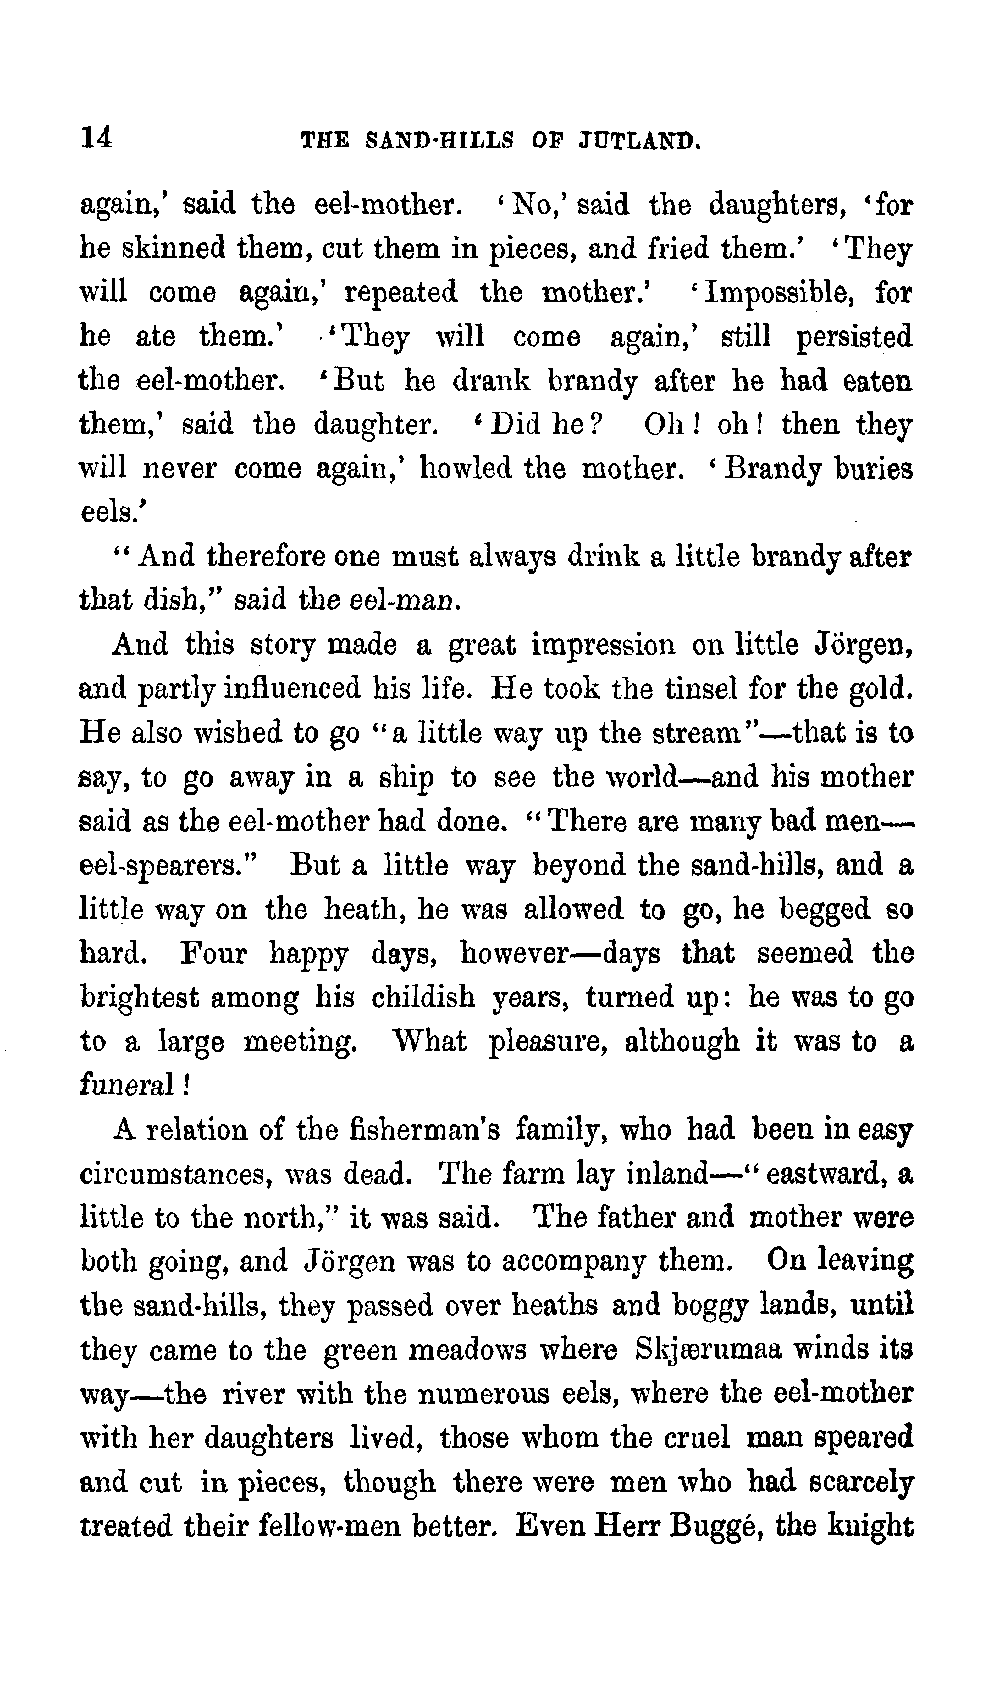 14 THE SAND-HILLS OF JUTLAND.
again,' said the eel-mother. 'No,' said the daughters, 'for
he skinned them, cut them in pieces, and fried them.' 'They
will come again,' repeated the mother.' 'Impossible, for
he ate them.' 'They will come again,' still persisted
the eel-mother. 'But he drank brandy after he had eaten
them,' said the daughter. 'Did he? Oh! oh! then they
will never come again,' howled the mother. 'Brandy buries
eels.'
"And therefore one must always drink a little brandy after
that dish," said the eel-man.
And this story made a great impression on little Jörgen,
and partly influenced his life. He took the tinsel for the gold.
He also wished to go "a little way up the stream"—that is to
say, to go away in a ship to see the world—and his mother
said as the eel-mother had done. "There are many bad men—
eel-spearers." But a little way beyond the sand-hills, and a
little way on the heath, he was allowed to go, he begged so
hard. Four happy days, however—days that seemed the
brightest among his childish years, turned up: he was to go
to a large meeting. What pleasure, although it was to a
funeral!
A relation of the fisherman's family, who had been in easy
circumstances, was dead. The farm lay inland—"eastward, a
little to the north," it was said. The father and mother were
both going, and Jörgen was to accompany them. On leaving
the sand-hills, they passed over heaths and boggy lands, until
they came to the green meadows where Skjærumaa winds its
way—the river with the numerous eels, where the eel-mother
with her daughters lived, those whom the cruel man speared
and cut in pieces, though there were men who had scarcely
treated their fellow-men better. Even Herr Buggé, the knight